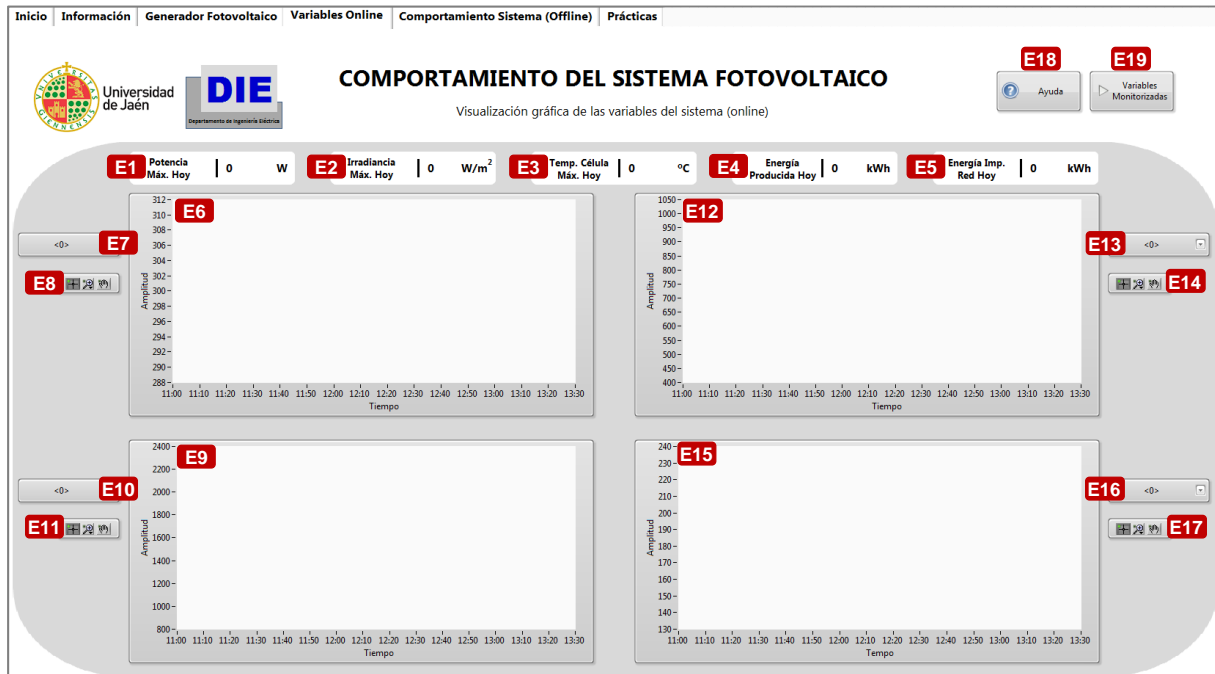 Inicio Información Generador Fotovoltaico Variables Online Comportamiento Sistema (Offline) Prácticas
E18 E19
Universidad de Jaén
DIE
Departamento de Ingeniería Eléctrica
COMPORTAMIENTO DEL SISTEMA FOTOVOLTAICO
Visualización gráfica de las variables del sistema (online)
Ayuda
Variables Monitorizadas
E1 Potencia Máx. Hoy 0 W
E2 Irradiancia Máx. Hoy 0 W/m²
E3 Temp. Célula Máx. Hoy 0 ºC
E4 Energía Producida Hoy 0 kWh
E5 Energía Imp. Red Hoy 0 kWh
E6
<0> E7
E8
Amplitud
312
310
308
306
304
302
300
298
296
294
292
290
288
11:00 11:10 11:20 11:30 11:40 11:50 12:00 12:10 12:20 12:30 12:40 12:50 13:00 13:10 13:20 13:30
Tiempo
E12
E13 <0>
E14
Amplitud
1050
1000
950
900
850
800
750
700
650
600
550
500
450
400
11:00 11:10 11:20 11:30 11:40 11:50 12:00 12:10 12:20 12:30 12:40 12:50 13:00 13:10 13:20 13:30
Tiempo
E9
<0> E10
E11
Amplitud
2400
2200
2000
1800
1600
1400
1200
1000
800
11:00 11:10 11:20 11:30 11:40 11:50 12:00 12:10 12:20 12:30 12:40 12:50 13:00 13:10 13:20 13:30
Tiempo
E15
E16 <0>
E17
Amplitud
240
230
220
210
200
190
180
170
160
150
140
130
11:00 11:10 11:20 11:30 11:40 11:50 12:00 12:10 12:20 12:30 12:40 12:50 13:00 13:10 13:20 13:30
Tiempo